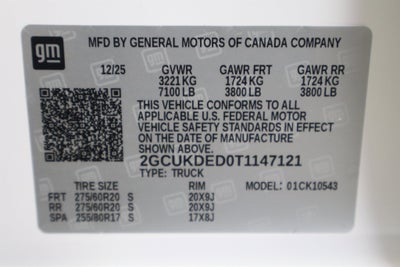 gm
MFD BY GENERAL MOTORS OF CANADA COMPANY
12/25 GVWR GAWR FRT GAWR RR
3221 KG 1724 KG 1724 KG
7100 LB 3800 LB 3800 LB
THIS VEHICLE CONFORMS TO ALL
APPLICABLE U.S. FEDERAL MOTOR
VEHICLE SAFETY STANDARDS IN EFFECT
ON THE DATE OF MANUFACTURE
SHOWN ABOVE.
2GCUKDED0T1147121
TYPE: TRUCK
TIRE SIZE RIM MODEL: 01CK10543
FRT 275/60R20 S 20X9J
RR 275/60R20 S 20X9J
SPA 255/80R17 S 17X8J